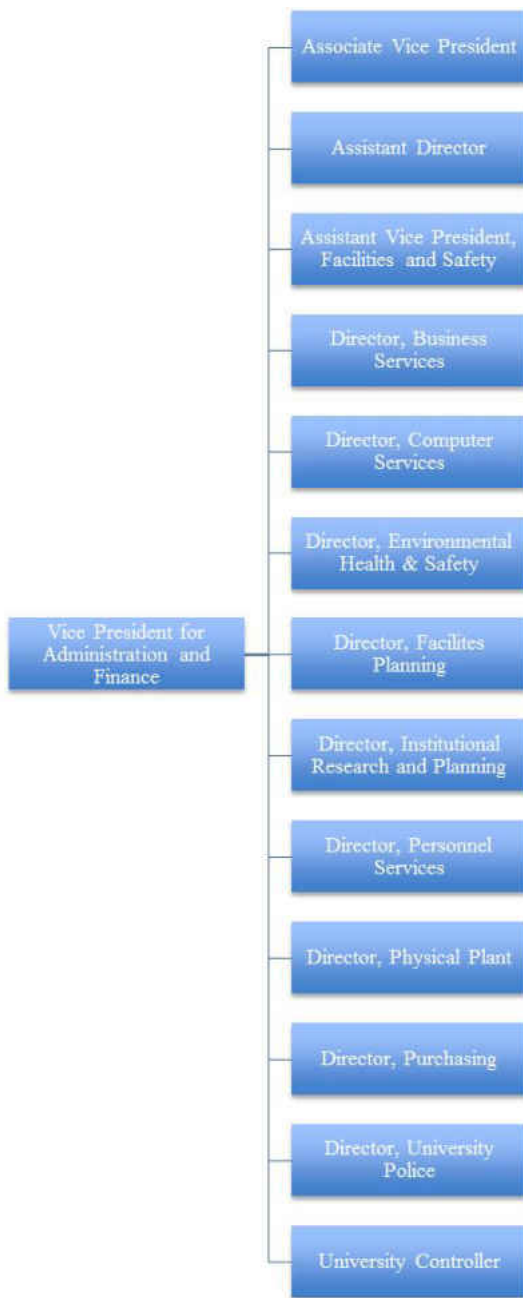 Associate Vice President
Assistant Director
Assistant Vice President,
Facilities and Safety
Director, Business
Services
Director, Computer
Services
Director, Environmental
Health & Safety
Vice President for
Administration and
Finance
Director, Facilites
Planning
Director, Institutional
Research and Planning
Director, Personnel
Services
Director, Physical Plant
Director, Purchasing
Director, University
Police
University Controller